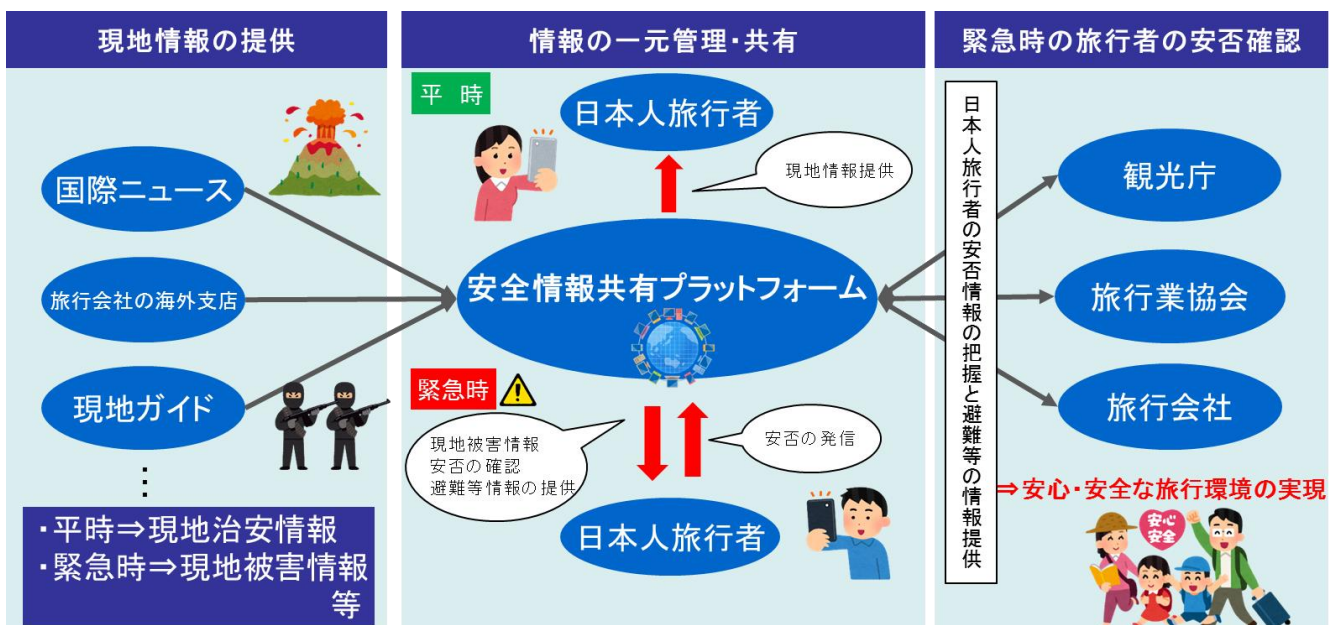 現地情報の提供
国際ニュース
旅行会社の海外支店
現地ガイド
⋮
・平時⇒現地治安情報
・緊急時⇒現地被害情報
等
情報の一元管理・共有
平 時
日本人旅行者
現地情報提供
安全情報共有プラットフォーム
緊急時
現地被害情報
安否の確認
避難等情報の提供
安否の発信
日本人旅行者
緊急時の旅行者の安否確認
日本人旅行者の安否情報の把握と避難等の情報提供
観光庁
旅行業協会
旅行会社
⇒安心・安全な旅行環境の実現
安心
安全